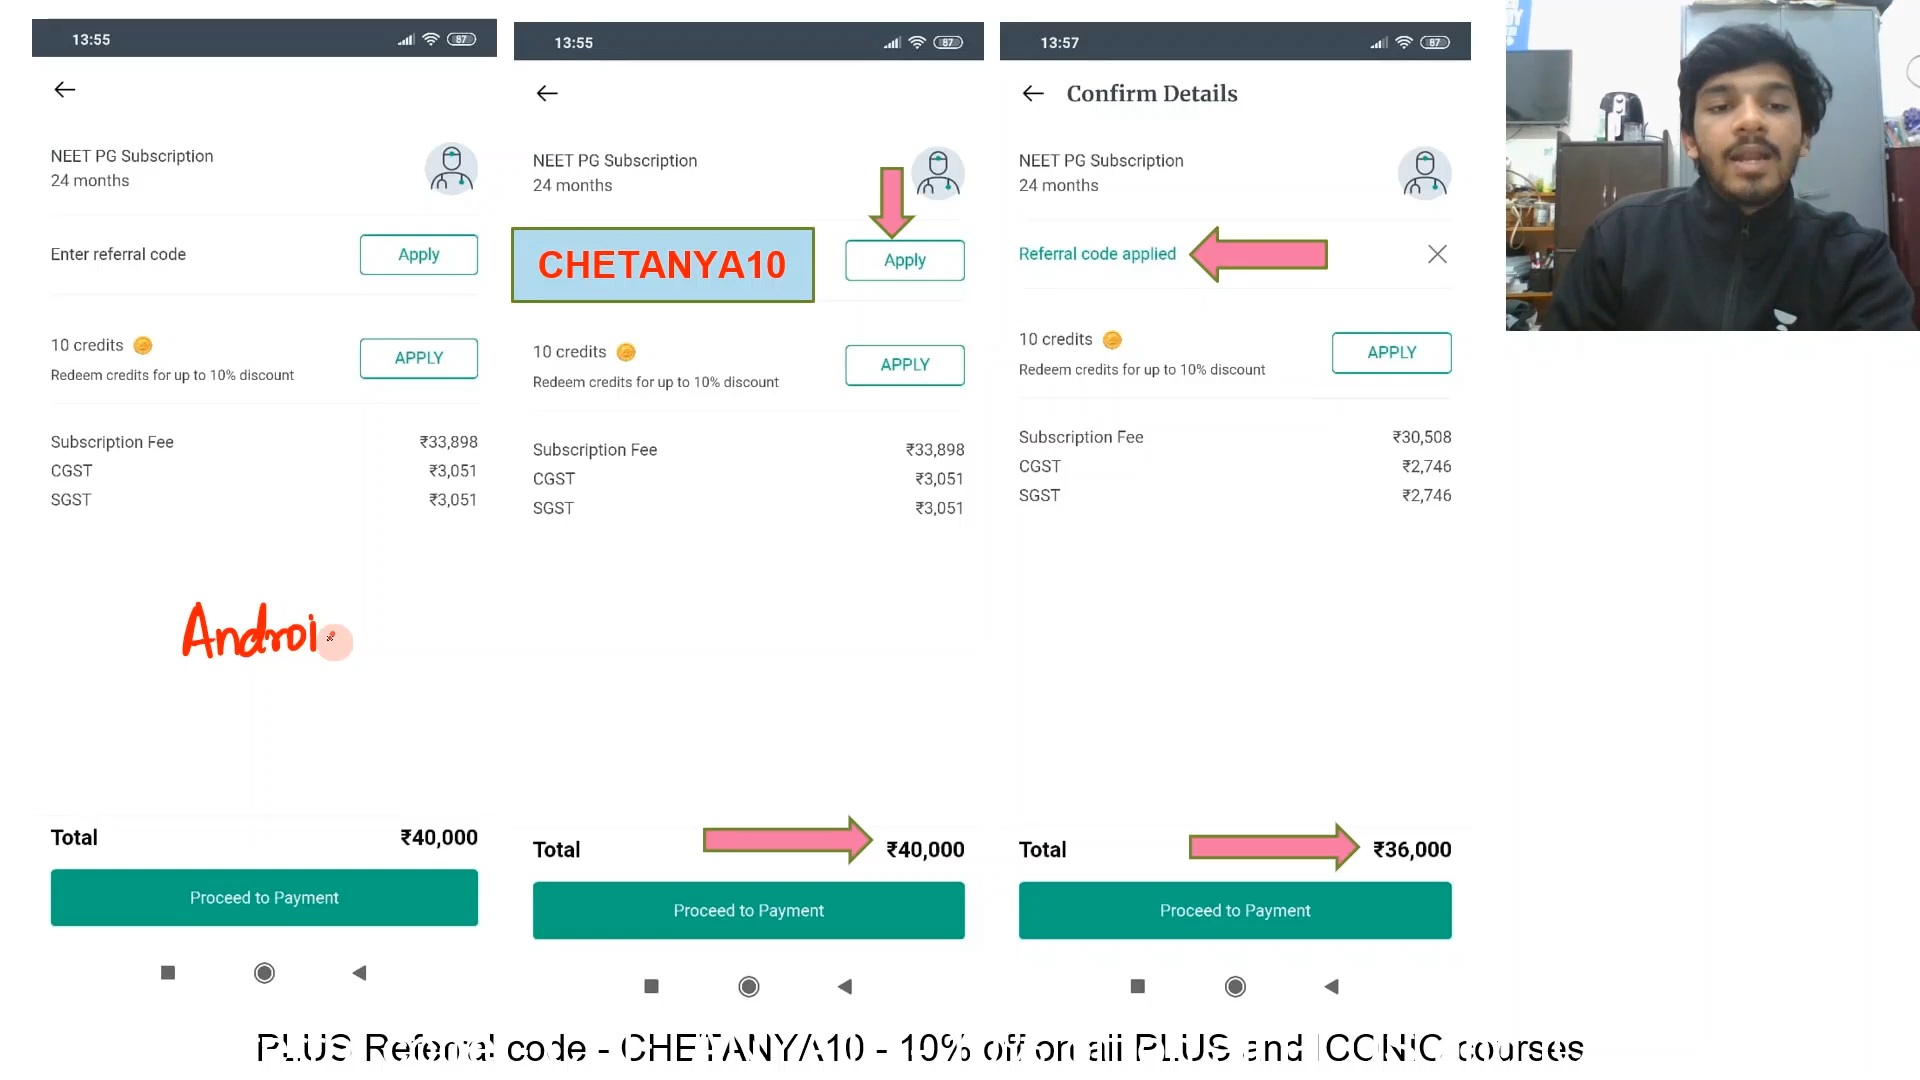 13:55
87
NEET PG Subscription
24 months
Enter referral code
Apply
10 credits
APPLY
Redeem credits for up to 10% discount
Subscription Fee ₹33,898
CGST ₹3,051
SGST ₹3,051
Androi
Total ₹40,000
Proceed to Payment
13:55
87
NEET PG Subscription
24 months
CHETANYA10
Apply
10 credits
APPLY
Redeem credits for up to 10% discount
Subscription Fee ₹33,898
CGST ₹3,051
SGST ₹3,051
Total ₹40,000
Proceed to Payment
13:57
87
Confirm Details
NEET PG Subscription
24 months
Referral code applied
10 credits
APPLY
Redeem credits for up to 10% discount
Subscription Fee ₹30,508
CGST ₹2,746
SGST ₹2,746
Total ₹36,000
Proceed to Payment
PLUS Referral code - CHETANYA10 - 10% off on all PLUS and ICONIC courses